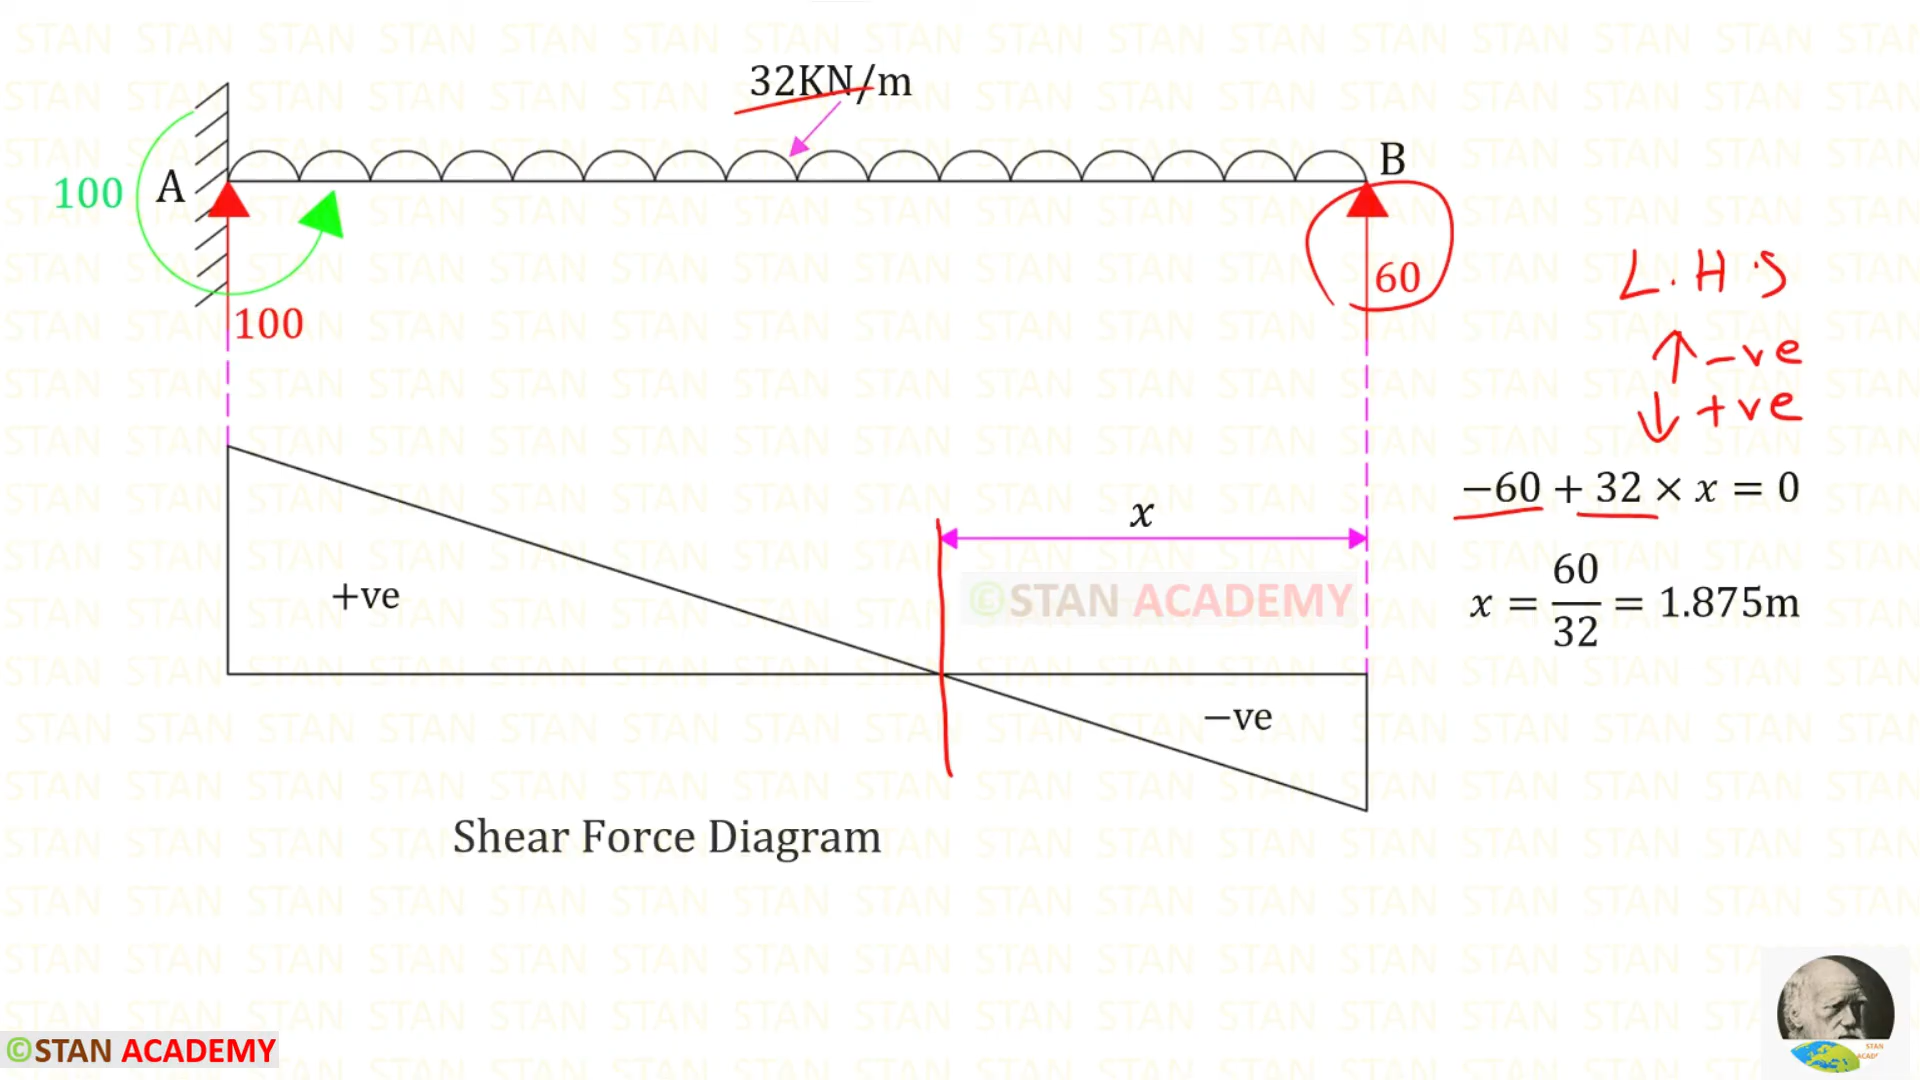 32KN/m
A
B
100
100
60
L.H.S
↑ -ve
↓ +ve
−60 + 32 × x = 0
x
x = 60/32 = 1.875m
+ve
−ve
©STAN ACADEMY
Shear Force Diagram
©STAN ACADEMY
STAN